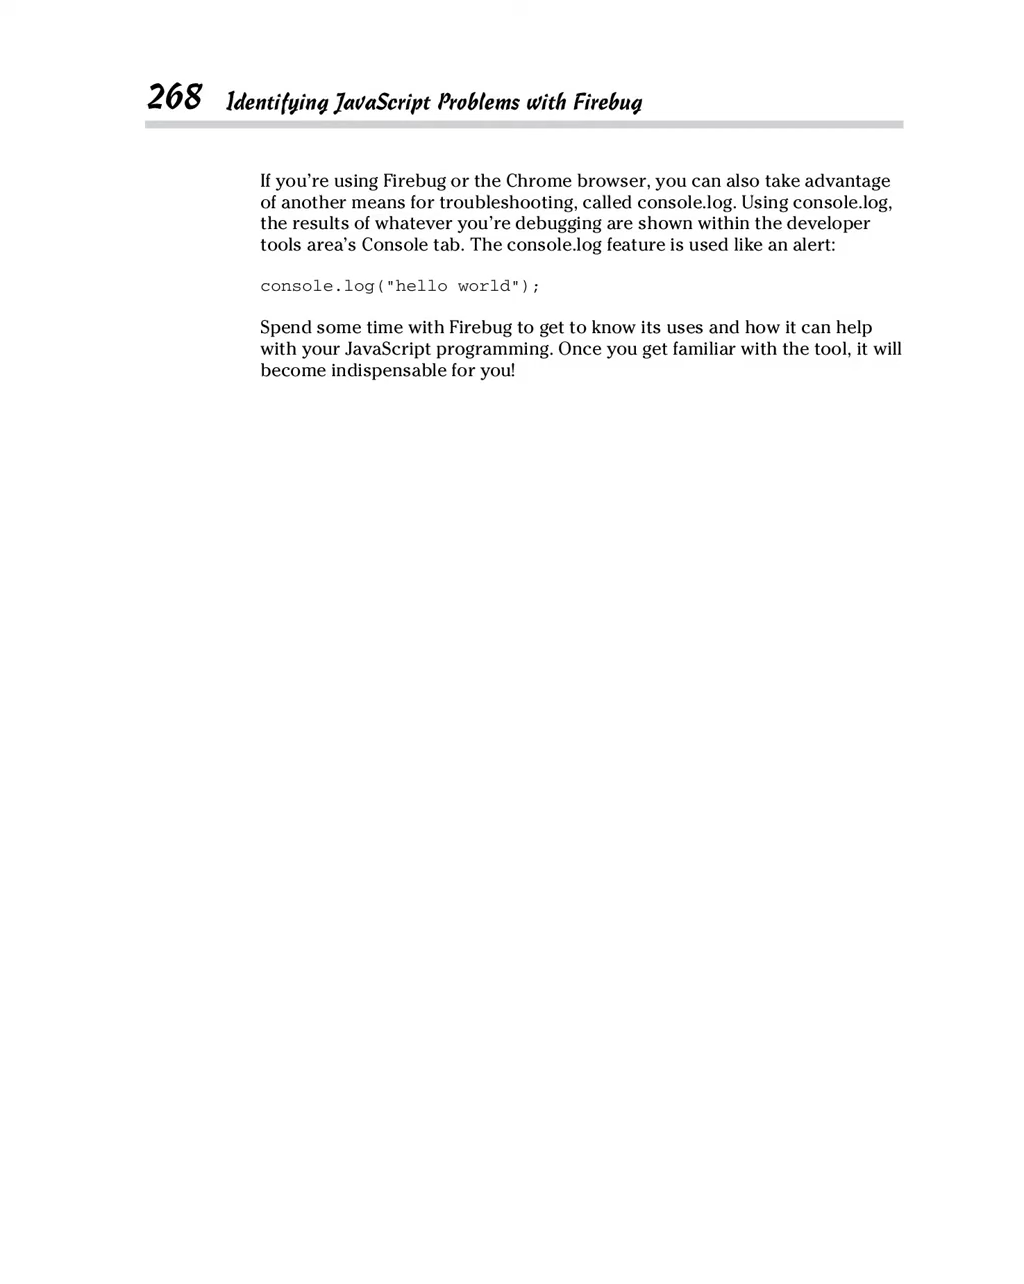 268 Identifying JavaScript Problems with Firebug
If you’re using Firebug or the Chrome browser, you can also take advantage
of another means for troubleshooting, called console.log. Using console.log,
the results of whatever you’re debugging are shown within the developer
tools area’s Console tab. The console.log feature is used like an alert:
console.log("hello world");
Spend some time with Firebug to get to know its uses and how it can help
with your JavaScript programming. Once you get familiar with the tool, it will
become indispensable for you!